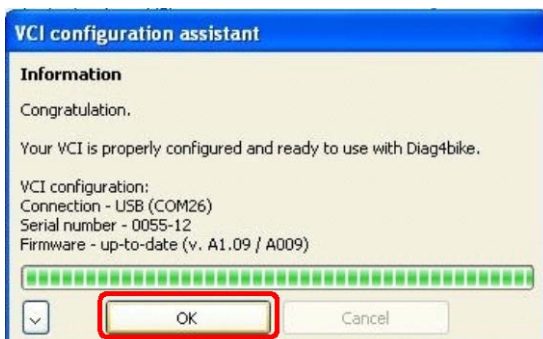 VCI configuration assistant
Information
Congratulation.
Your VCI is properly configured and ready to use with Diag4bike.
VCI configuration:
Connection - USB (COM26)
Serial number - 0055-12
Firmware - up-to-date (v. A1.09 / A009)
OK
Cancel